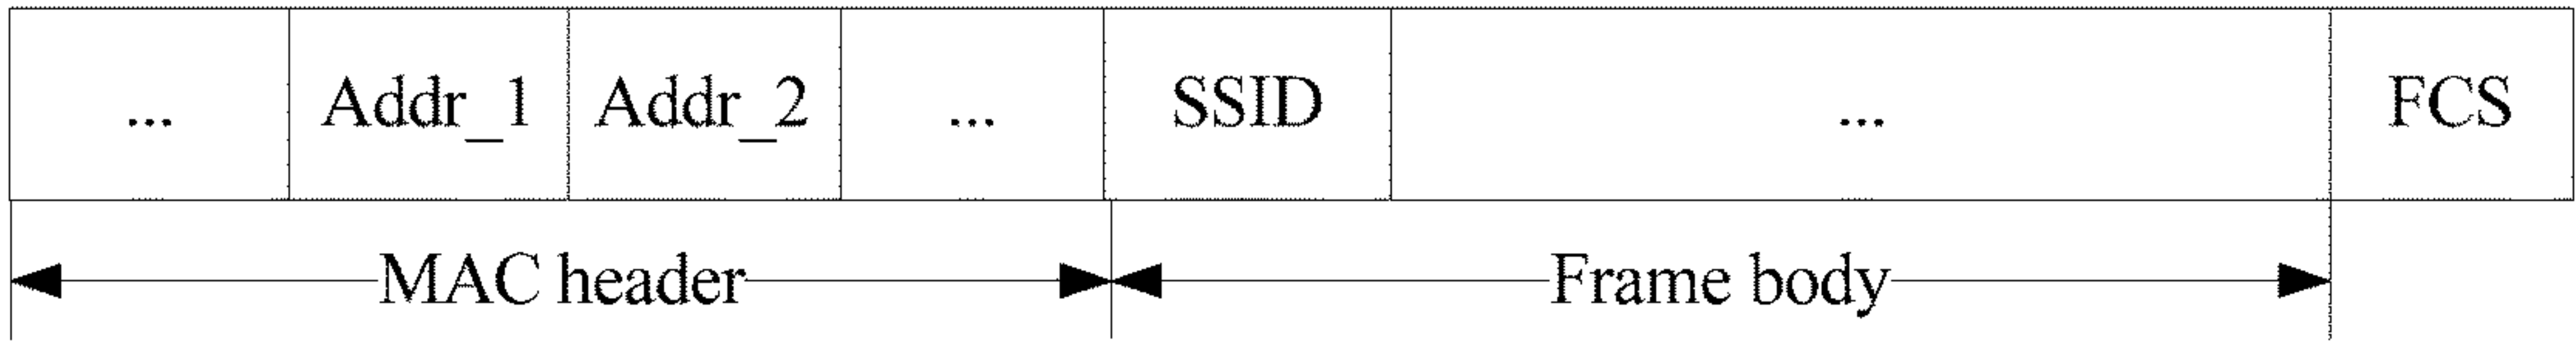 ... Addr_1 Addr_2 ... SSID ... FCS
MAC header Frame body